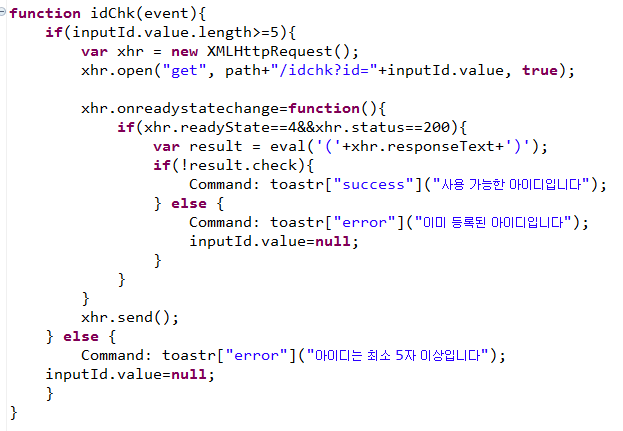 function idChk(event){
    if(inputId.value.length>=5){
        var xhr = new XMLHttpRequest();
        xhr.open("get", path+"/idchk?id="+inputId.value, true);

        xhr.onreadystatechange=function(){
            if(xhr.readyState==4&&xhr.status==200){
                var result = eval('('+xhr.responseText+')');
                if(!result.check){
                    Command: toastr["success"]("사용 가능한 아이디입니다");
                } else {
                    Command: toastr["error"]("이미 등록된 아이디입니다");
                    inputId.value=null;
                }
            }
        }
        xhr.send();
    } else {
        Command: toastr["error"]("아이디는 최소 5자 이상입니다");
    inputId.value=null;
    }
}